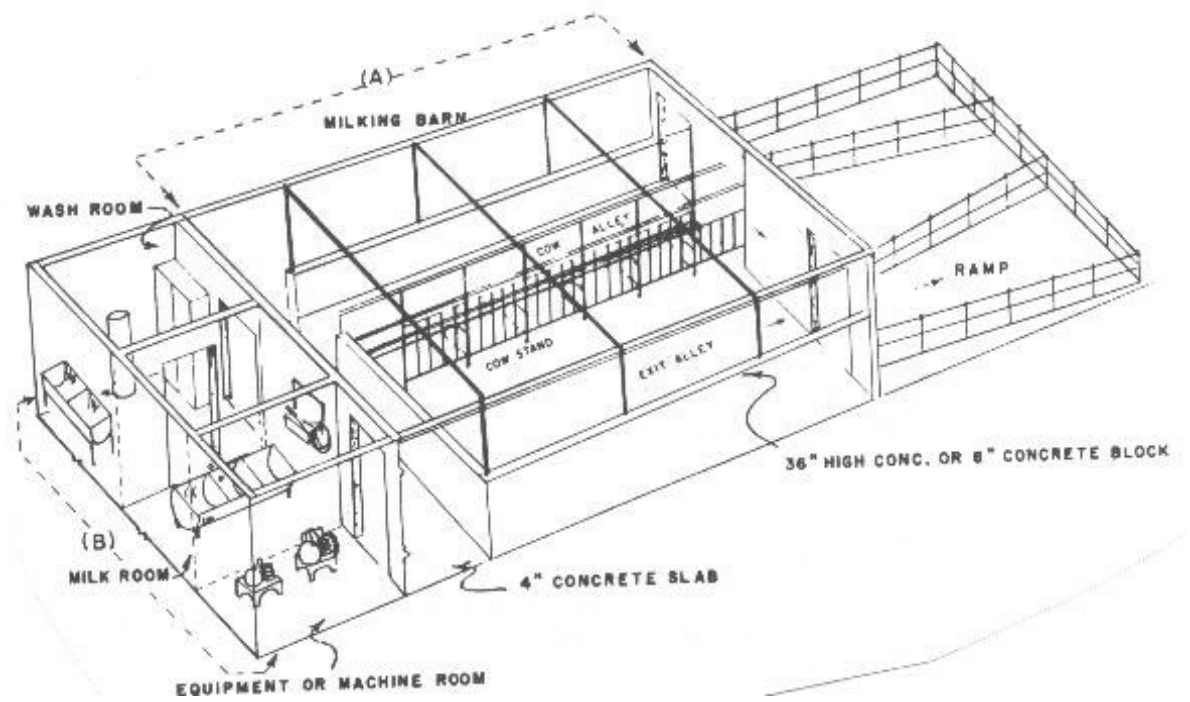 (A)
MILKING BARN
WASH ROOM
COW ALLEY
RAMP
COW STAND
EXIT ALLEY
36" HIGH CONC. OR 8" CONCRETE BLOCK
(B)
MILK ROOM
4" CONCRETE SLAB
EQUIPMENT OR MACHINE ROOM